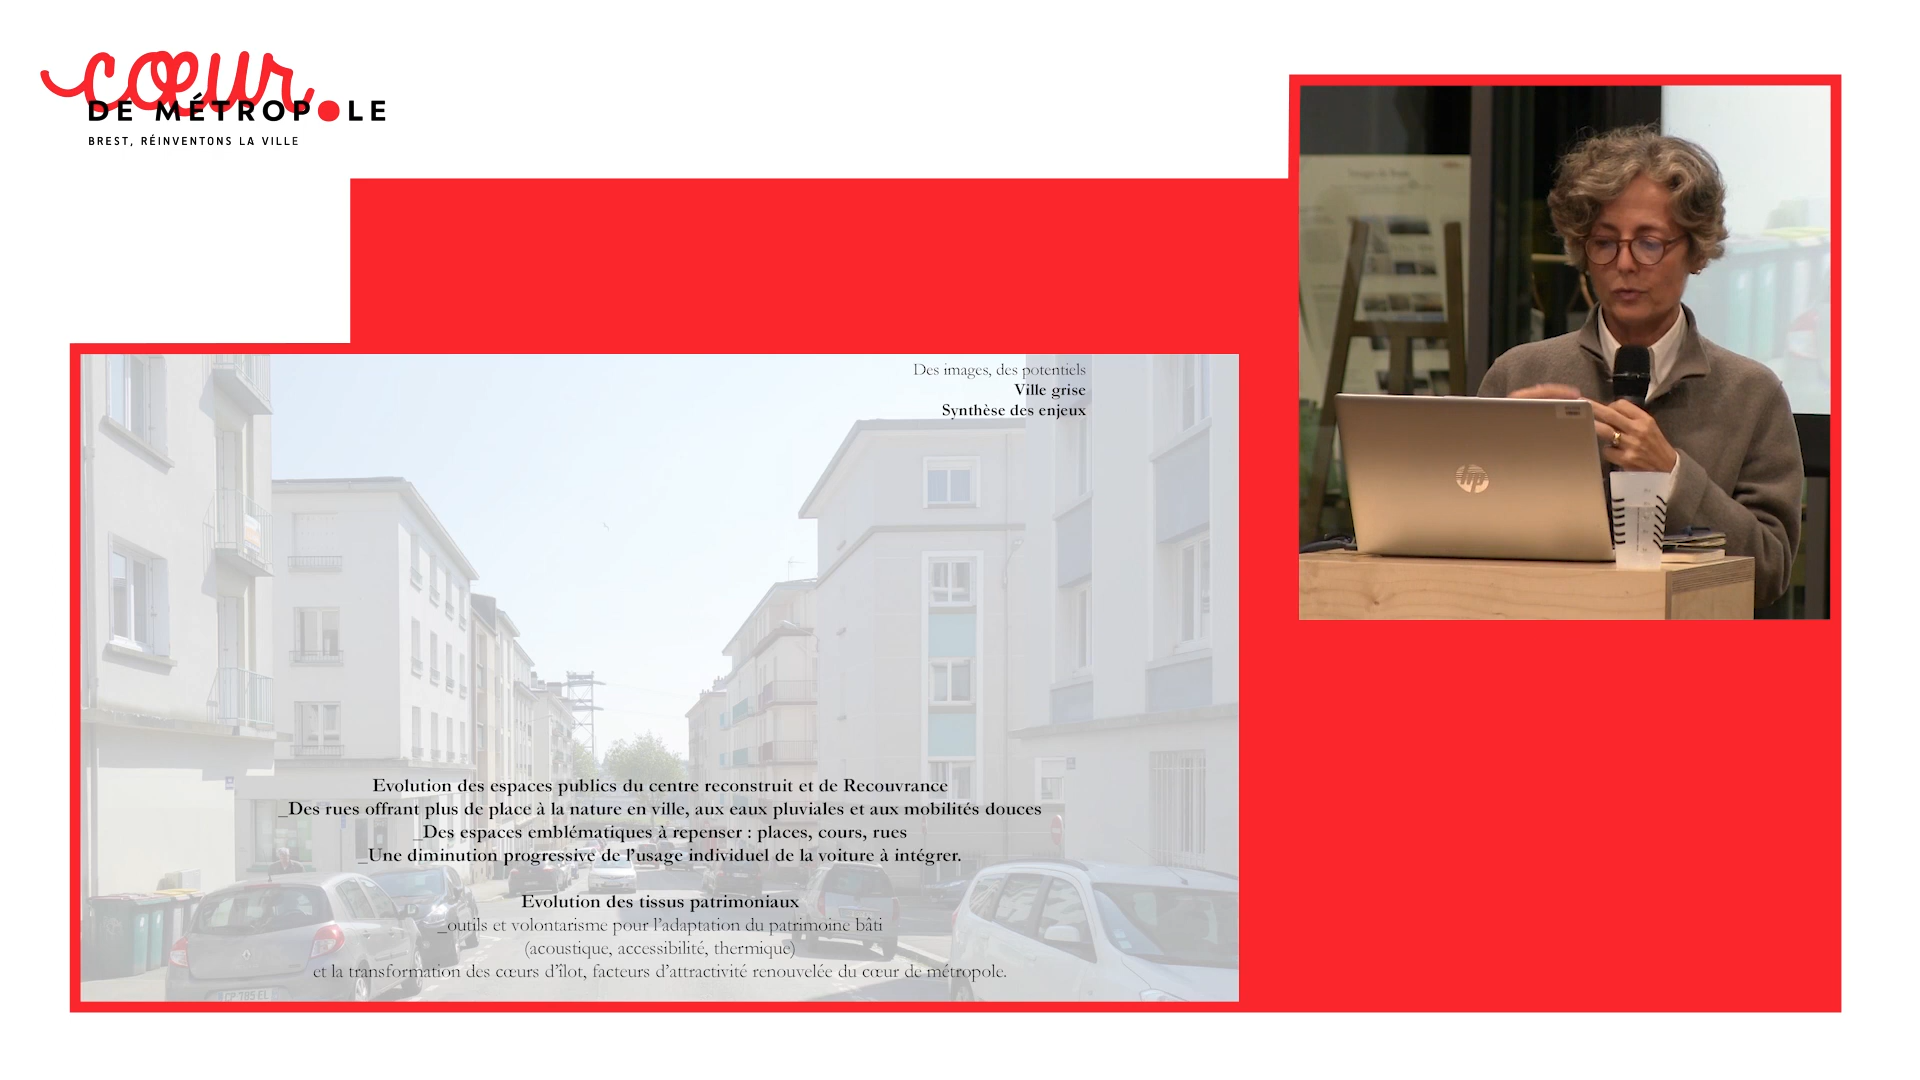 cœur
DE MÉTROPOLE
BREST, RÉINVENTONS LA VILLE
Des images, des potentiels
Ville grise
Synthèse des enjeux
Evolution des espaces publics du centre reconstruit et de Recouvrance
_Des rues offrant plus de place à la nature en ville, aux eaux pluviales et aux mobilités douces
_Des espaces emblématiques à repenser : places, cours, rues
_Une diminution progressive de l'usage individuel de la voiture à intégrer.
Evolution des tissus patrimoniaux
_outils et volontarisme pour l'adaptation du patrimoine bâti
(acoustique, accessibilité, thermique)
et la transformation des cœurs d'îlot, facteurs d'attractivité renouvelée du cœur de métropole.
CP 785 EL
hp